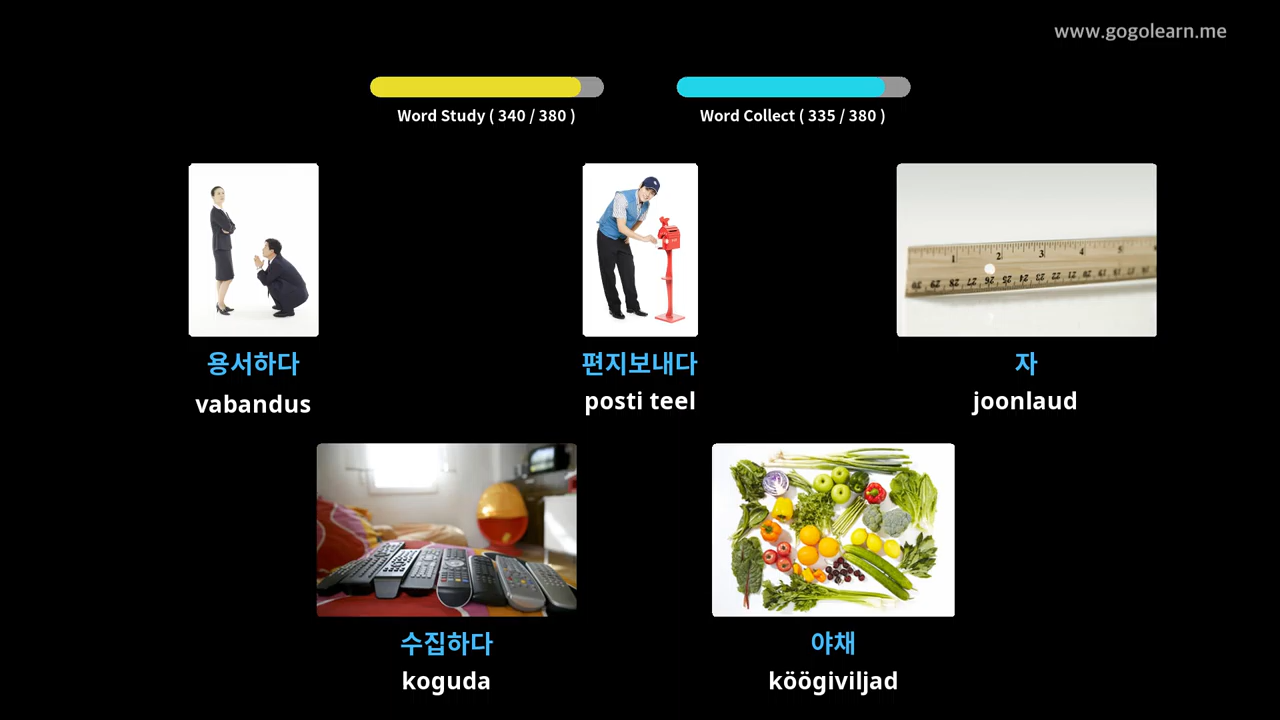 www.gogolearn.me
Word Study ( 340 / 380 )
Word Collect ( 335 / 380 )
용서하다
편지보내다
자
vabandus
posti teel
joonlaud
수집하다
야채
koguda
köögiviljad